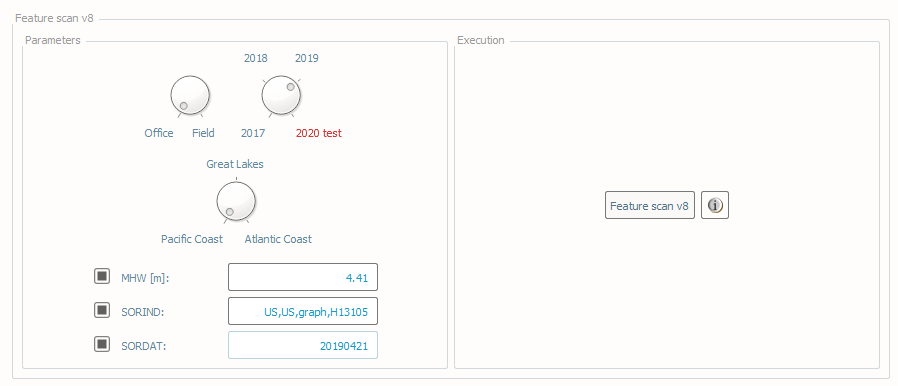 Feature scan v8
Parameters
Execution
2018 2019
Office Field 2017 2020 test
Great Lakes
Pacific Coast Atlantic Coast
Feature scan v8
MHW [m]: 4.41
SORIND: US,US,graph,H13105
SORDAT: 20190421